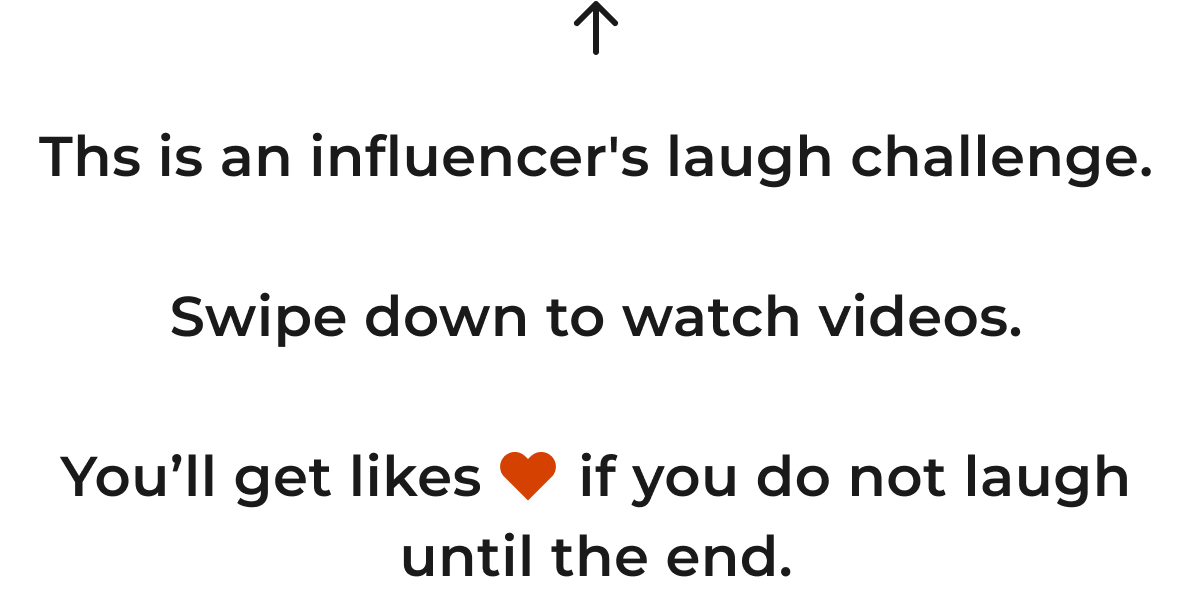 Ths is an influencer's laugh challenge.
Swipe down to watch videos.
You’ll get likes ❤ if you do not laugh
until the end.